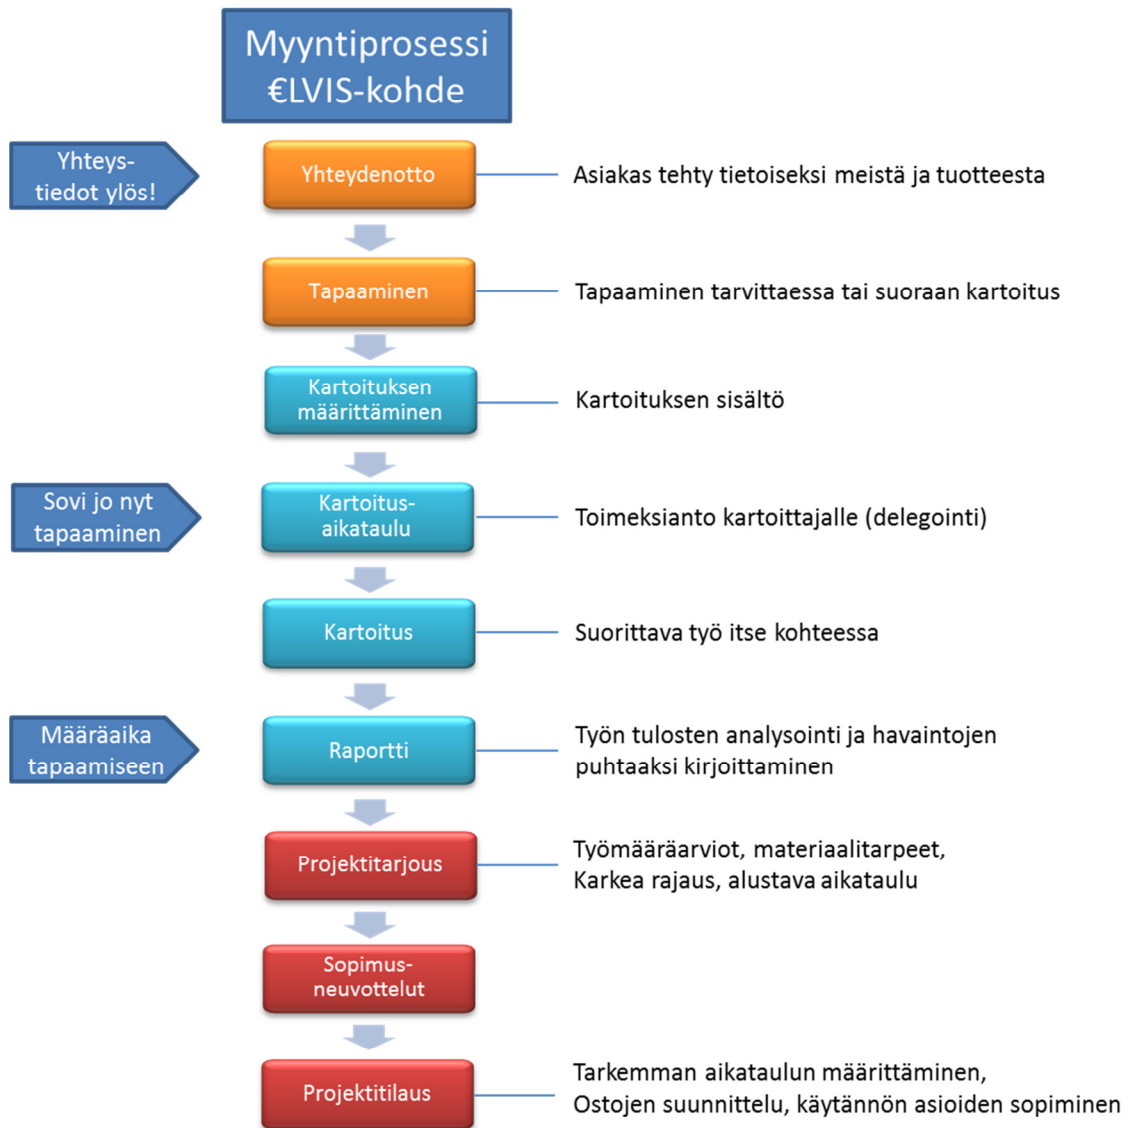 Myyntiprosessi
€LVIS-kohde
Yhteys-
tiedot ylös!
Yhteydenotto
Asiakas tehty tietoiseksi meistä ja tuotteesta
Tapaaminen
Tapaaminen tarvittaessa tai suoraan kartoitus
Kartoituksen
määrittäminen
Kartoituksen sisältö
Sovi jo nyt
tapaaminen
Kartoitus-
aikataulu
Toimeksianto kartoittajalle (delegointi)
Kartoitus
Suorittava työ itse kohteessa
Määräaika
tapaamiseen
Raportti
Työn tulosten analysointi ja havaintojen
puhtaaksi kirjoittaminen
Projektitarjous
Työmääräarviot, materiaalitarpeet,
Karkea rajaus, alustava aikataulu
Sopimus-
neuvottelut
Projektitilaus
Tarkemman aikataulun määrittäminen,
Ostojen suunnittelu, käytännön asioiden sopiminen